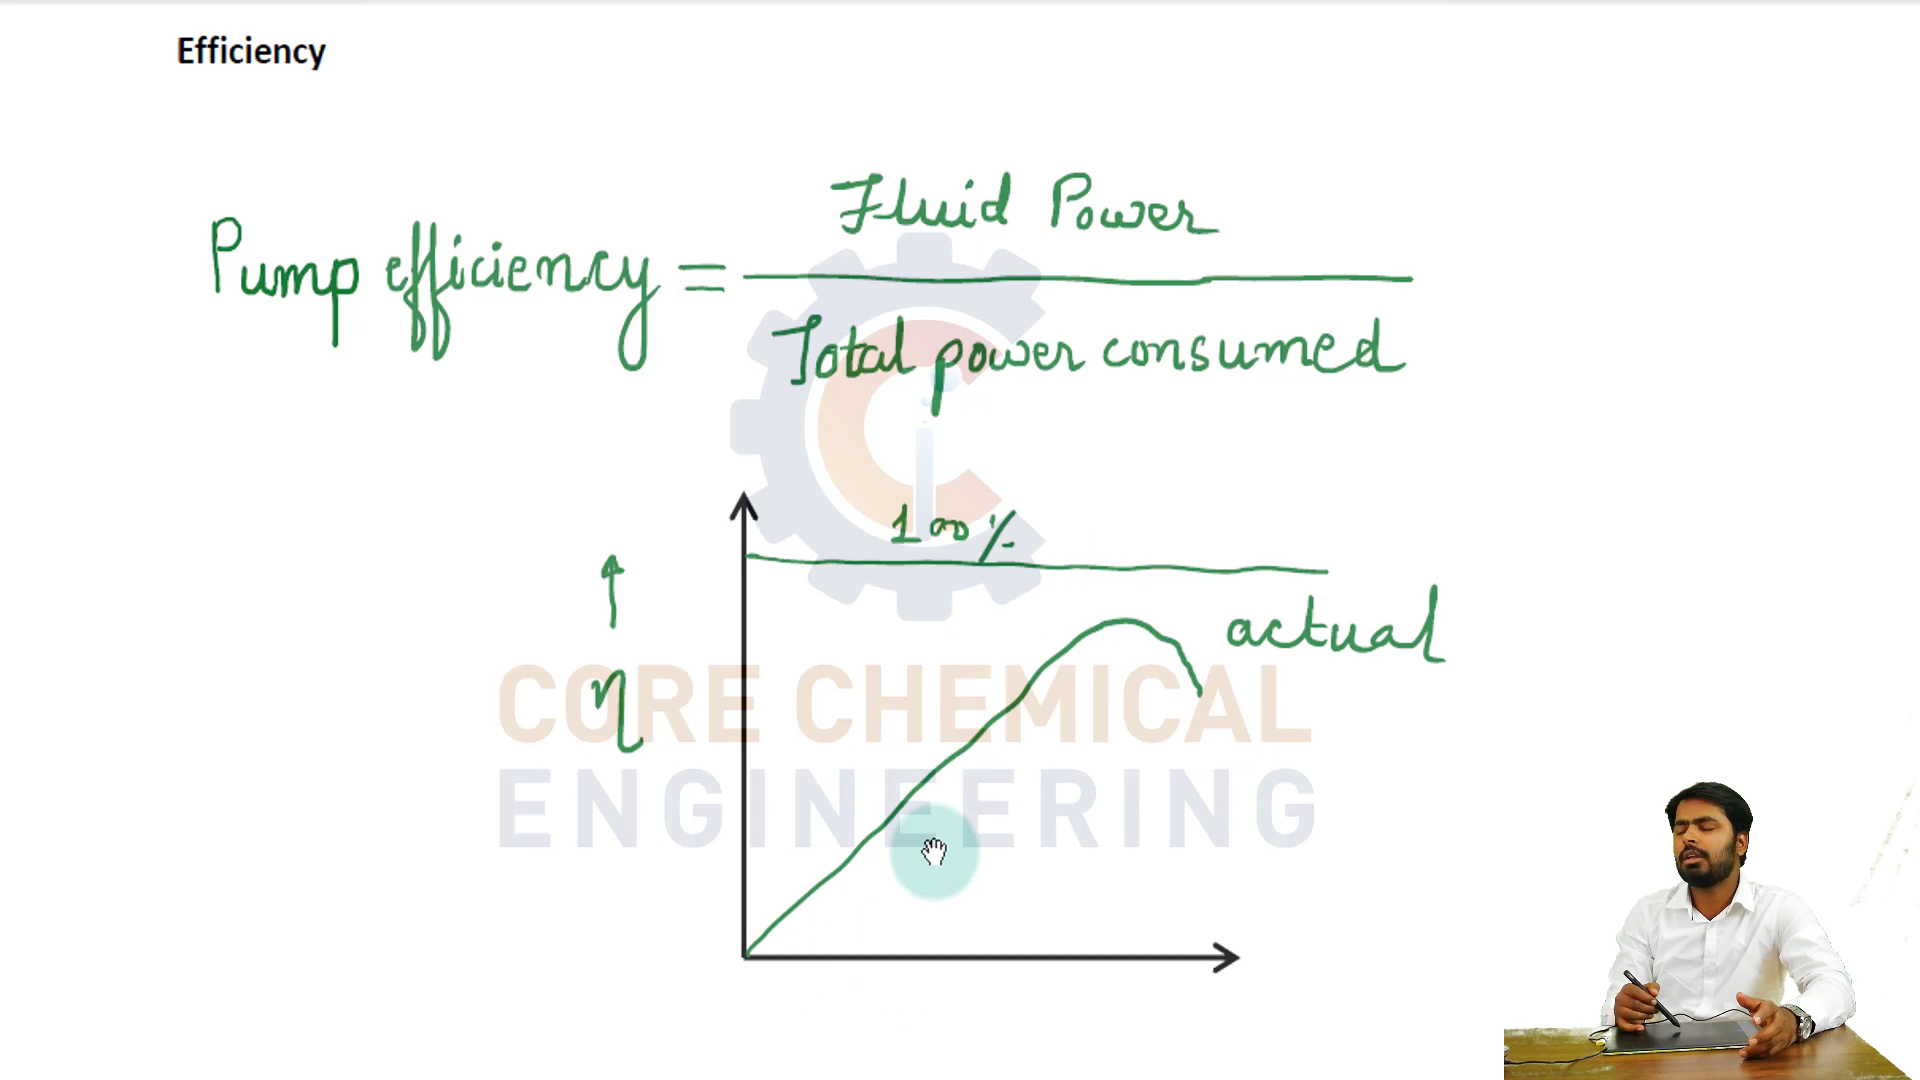 Efficiency
Pump efficiency = Fluid Power
Total power consumed
100%
actual
↑
η
CORE CHEMICAL
ENGINEERING